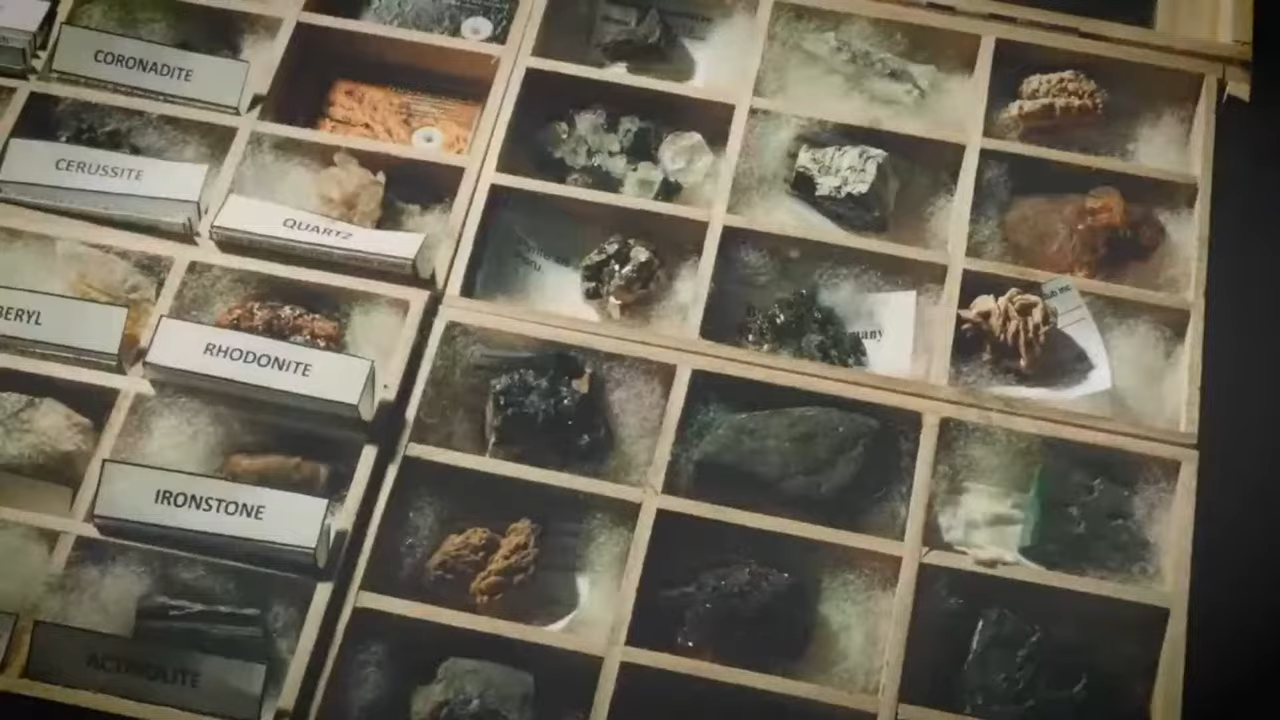 CORONADITE
CERUSSITE
QUARTZ
BERYL
RHODONITE
IRONSTONE
ACTINOLITE